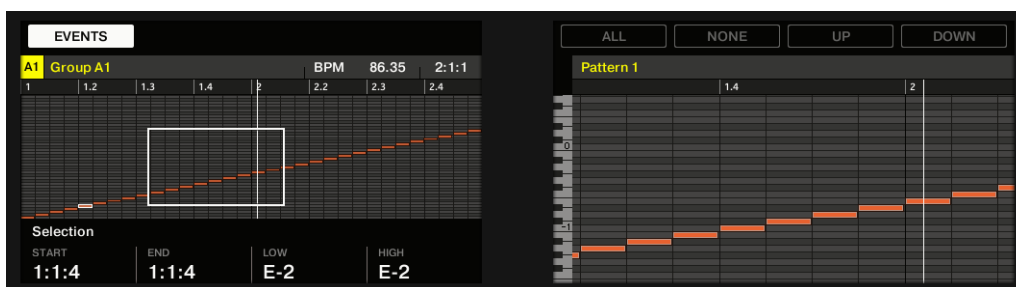 EVENTS
ALL NONE UP DOWN
A1 Group A1 BPM 86.35 2:1:1
Pattern 1
1 1.2 1.3 1.4 2 2.2 2.3 2.4
1.4 2
0
-1
Selection
START END LOW HIGH
1:1:4 1:1:4 E-2 E-2